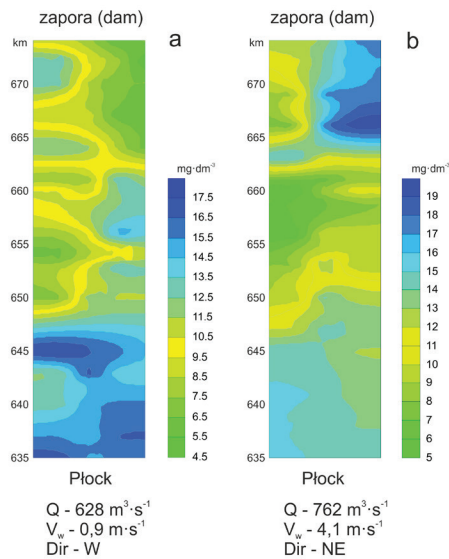 zapora (dam)
zapora (dam)
km
a
km
b
670
665
660
655
650
645
640
635
mg·dm⁻³
17.5
16.5
15.5
14.5
13.5
12.5
11.5
10.5
9.5
8.5
7.5
6.5
5.5
4.5
670
665
660
655
650
645
640
635
mg·dm⁻³
19
18
17
16
15
14
13
12
11
10
9
8
7
6
5
Płock
Płock
Q - 628 m³·s⁻¹
V_w - 0,9 m·s⁻¹
Dir - W
Q - 762 m³·s⁻¹
V_w - 4,1 m·s⁻¹
Dir - NE